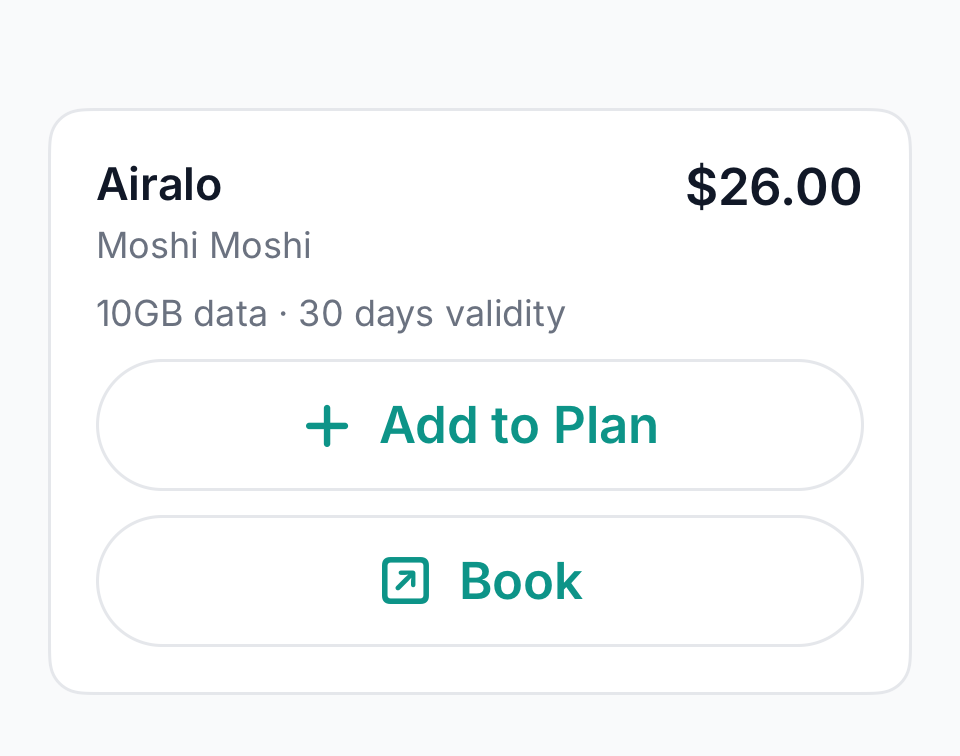 Airalo
$26.00
Moshi Moshi
10GB data · 30 days validity
Add to Plan
Book